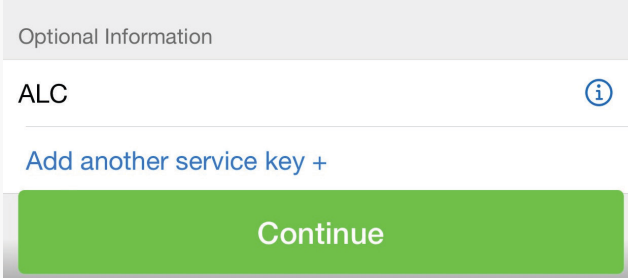 Optional Information
ALC
Add another service key +
Continue